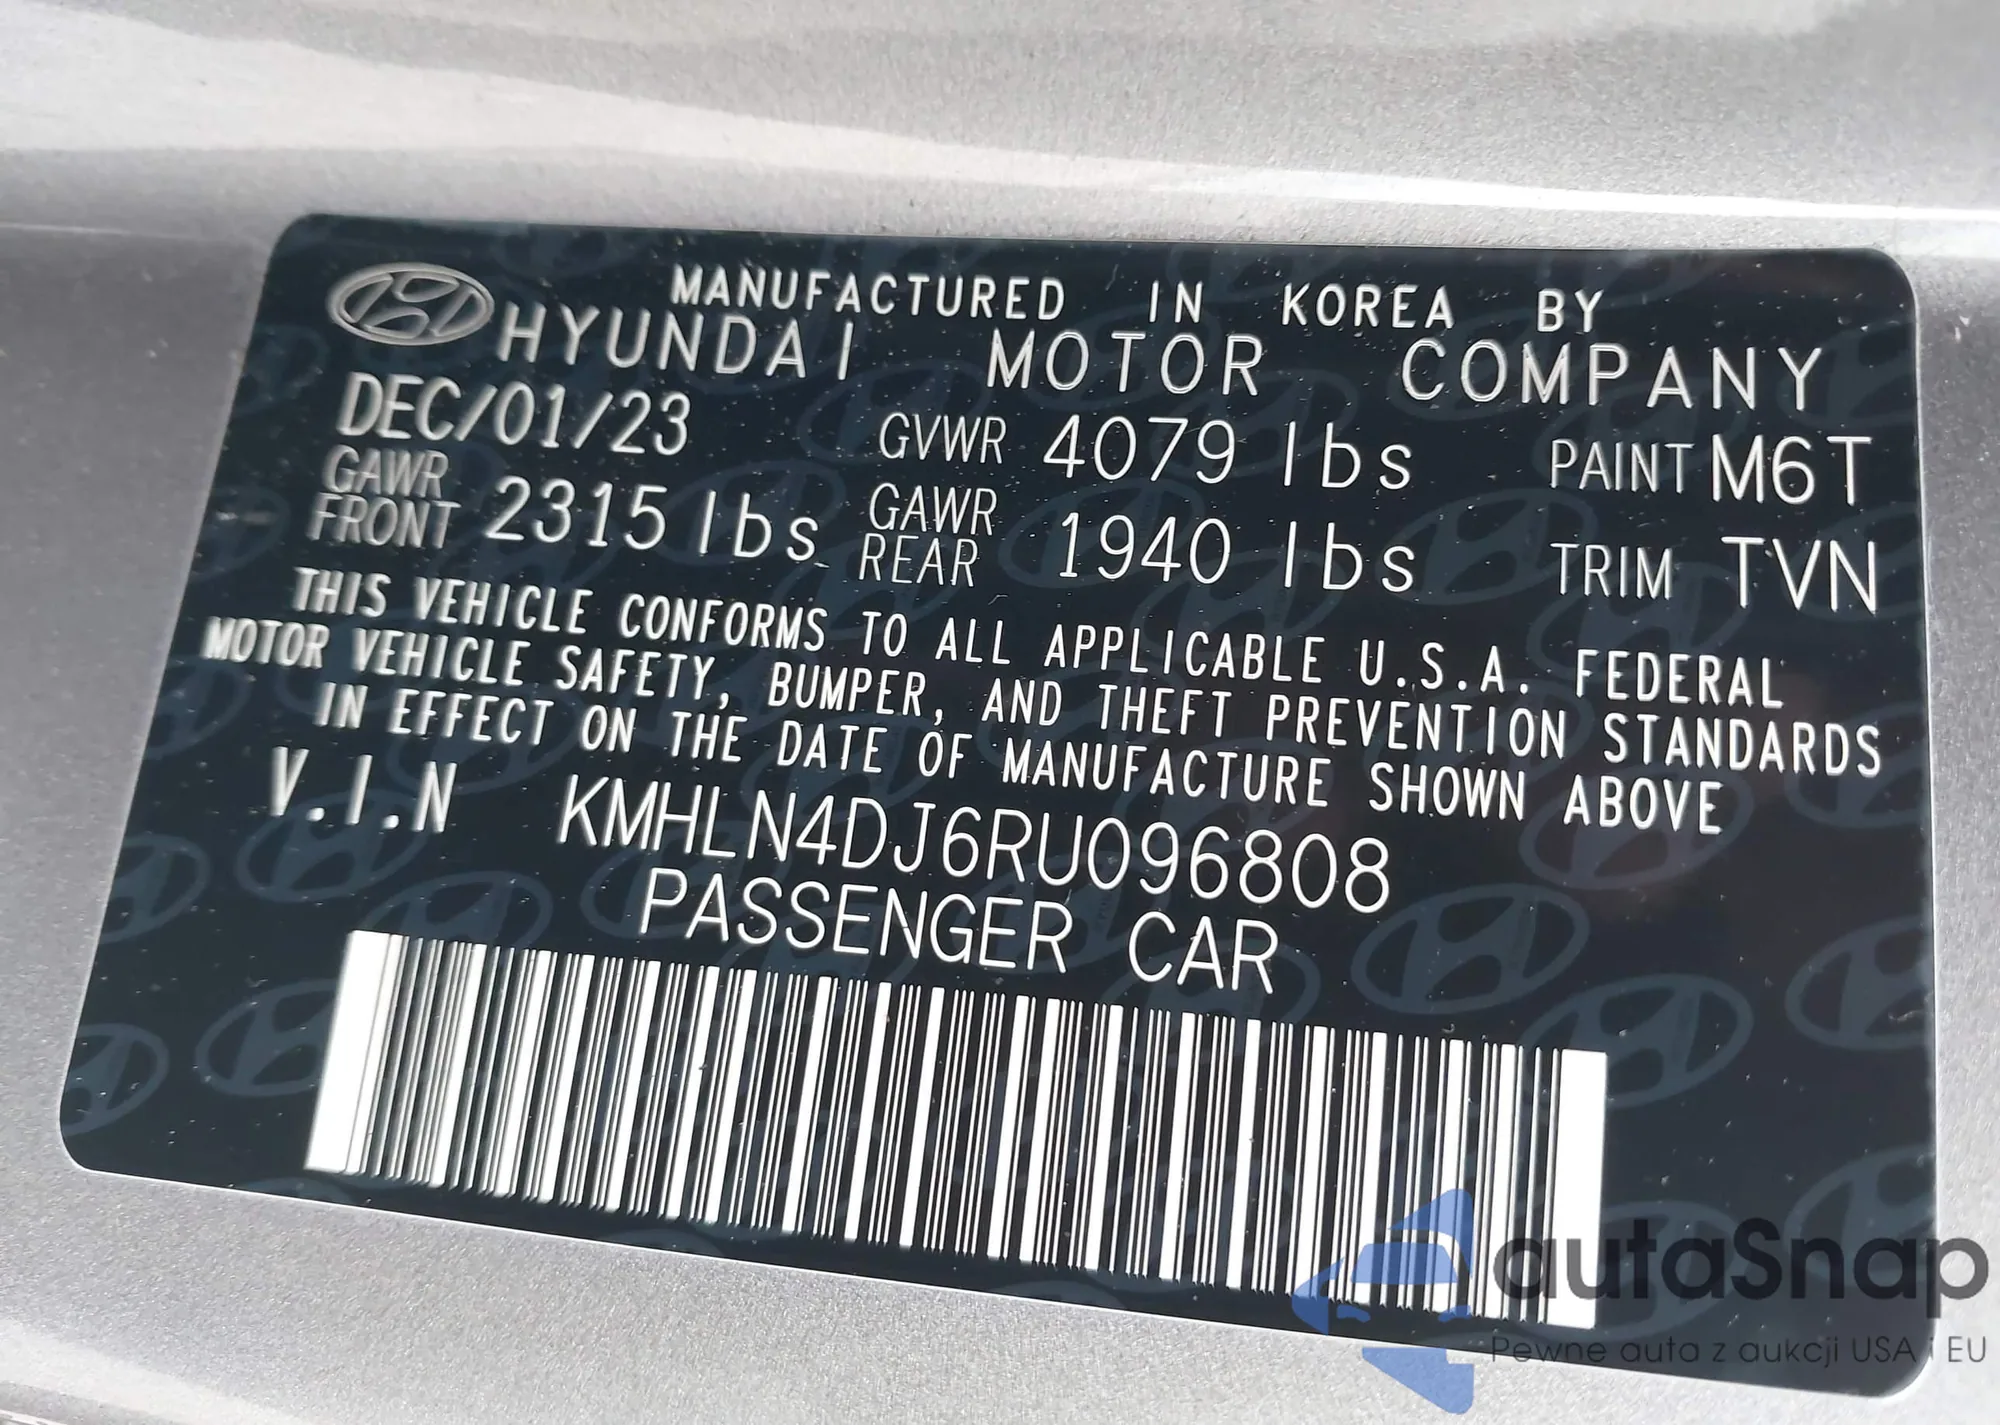 MANUFACTURED IN KOREA BY
HYUNDAI MOTOR COMPANY
DEC/01/23 GVWR 4079 lbs PAINT M6T
GAWR FRONT 2315 lbs GAWR REAR 1940 lbs TRIM TVN
THIS VEHICLE CONFORMS TO ALL APPLICABLE U.S.A. FEDERAL
MOTOR VEHICLE SAFETY, BUMPER, AND THEFT PREVENTION STANDARDS
IN EFFECT ON THE DATE OF MANUFACTURE SHOWN ABOVE
V.I.N KMHLN4DJ6RU096808
PASSENGER CAR
autaSnap
Pewne auta z aukcji USA i EU